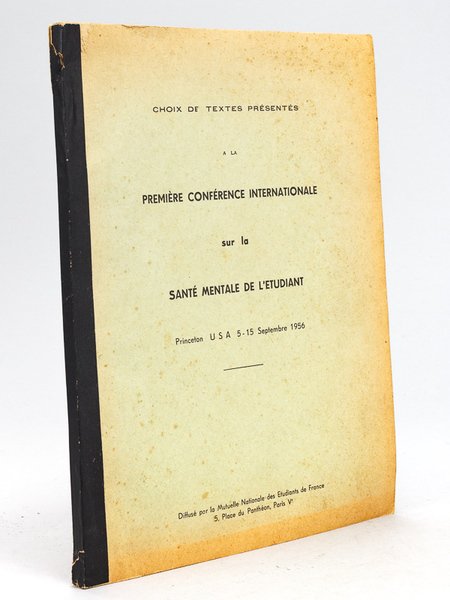 CHOIX DE TEXTES PRÉSENTÉS
A LA
PREMIÈRE CONFÉRENCE INTERNATIONALE
sur la
SANTÉ MENTALE DE L'ETUDIANT
Princeton U S A 5-15 Septembre 1956
Diffusé par la Mutuelle Nationale des Etudiants de France
5, Place du Panthéon, Paris Vᵉ